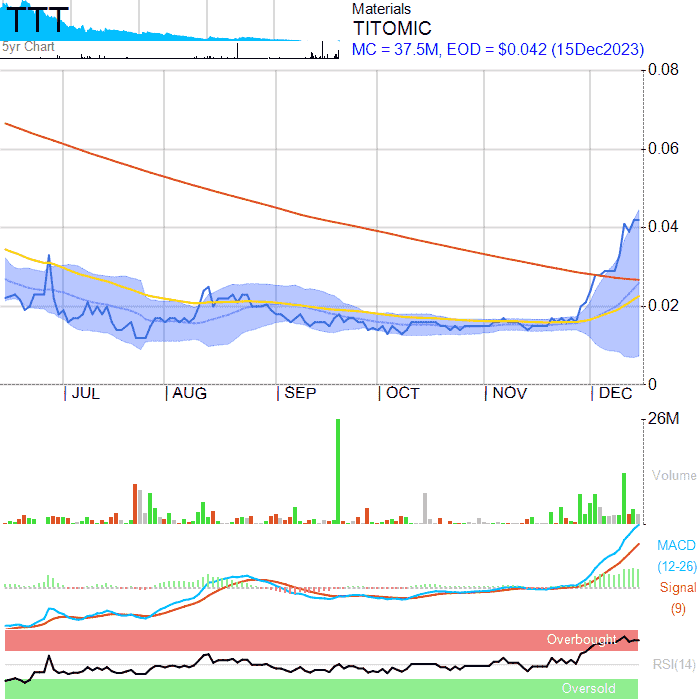 TTT
5yr Chart
Materials
TITOMIC
MC = 37.5M, EOD = $0.042 (15Dec2023)
0.08
0.06
0.04
0.02
0
JUL AUG SEP OCT NOV DEC
26M
Volume
MACD
(12-26)
Signal
(9)
Overbought
RSI(14)
Oversold